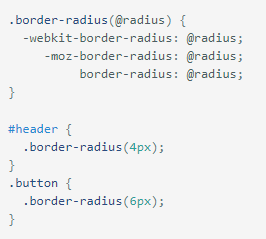 .border-radius(@radius) {
  -webkit-border-radius: @radius;
     -moz-border-radius: @radius;
          border-radius: @radius;
}

#header {
  .border-radius(4px);
}
.button {
  .border-radius(6px);
}